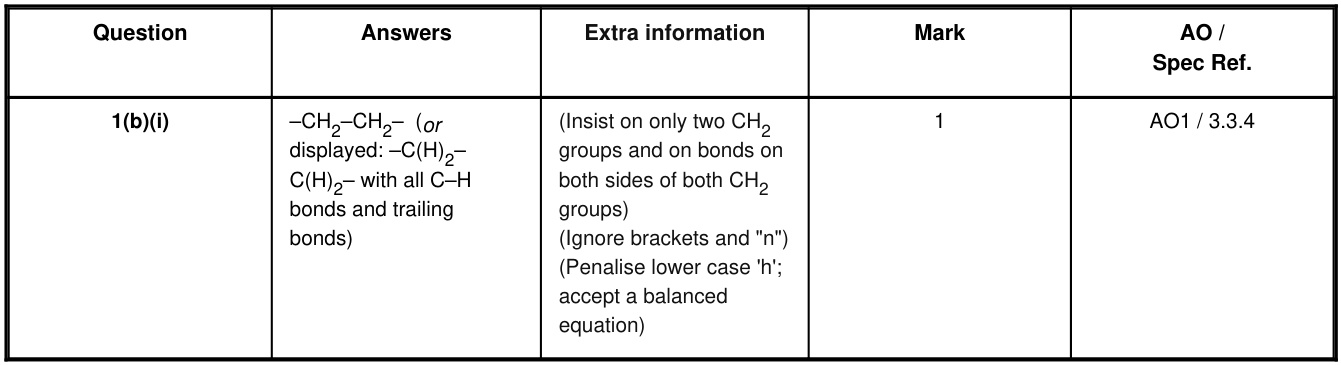 Question Answers Extra information Mark AO /
Spec Ref.
1(b)(i)
–CH₂–CH₂– (or
displayed: –C(H)₂–
C(H)₂– with all C–H
bonds and trailing
bonds)
(Insist on only two CH₂
groups and on bonds on
both sides of both CH₂
groups)
(Ignore brackets and "n")
(Penalise lower case 'h';
accept a balanced
equation)
1
AO1 / 3.3.4